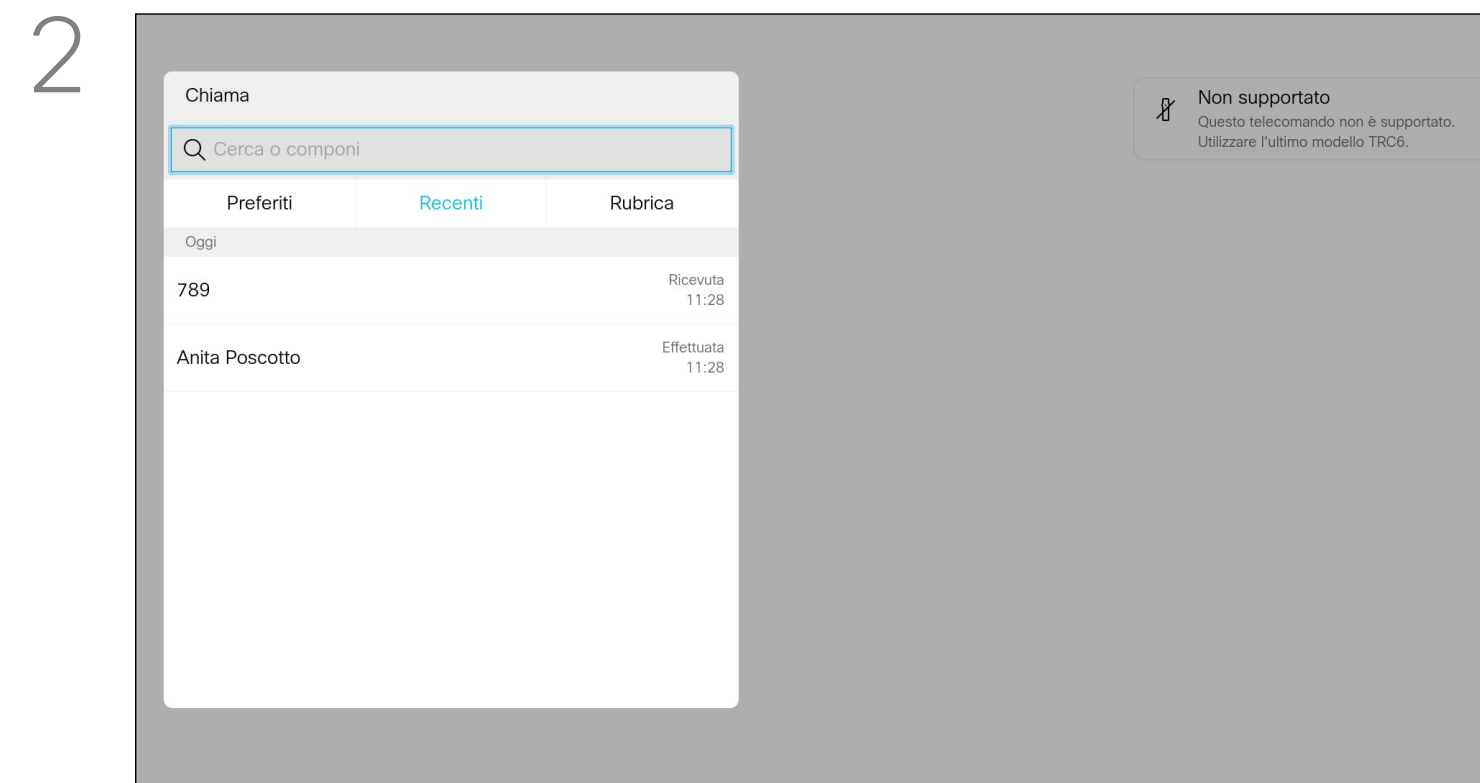 2
Chiama
Cerca o componi
Preferiti Recenti Rubrica
Oggi
789
Ricevuta
11:28
Anita Poscotto
Effettuata
11:28
Non supportato
Questo telecomando non è supportato.
Utilizzare l'ultimo modello TRC6.